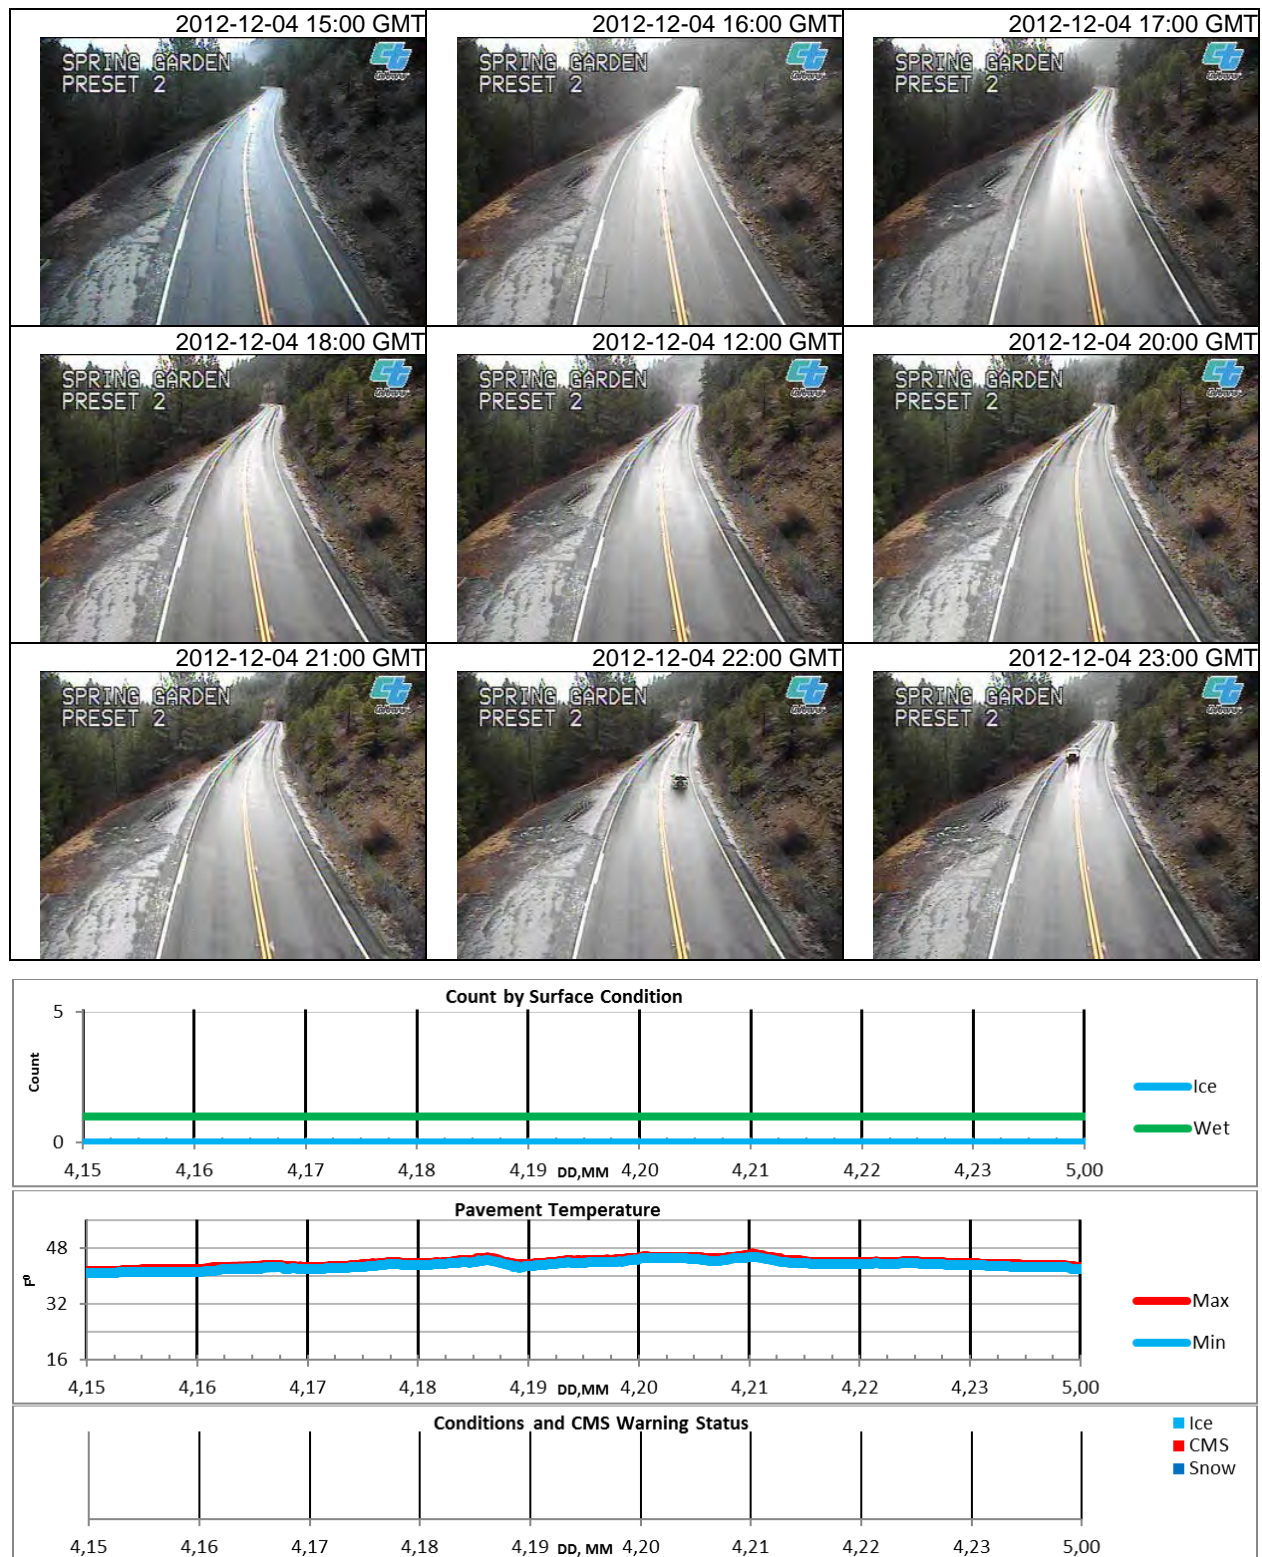 2012-12-04 15:00 GMT
SPRING GARDEN
PRESET 2
2012-12-04 16:00 GMT
SPRING GARDEN
PRESET 2
2012-12-04 17:00 GMT
SPRING GARDEN
PRESET 2
2012-12-04 18:00 GMT
SPRING GARDEN
PRESET 2
2012-12-04 12:00 GMT
SPRING GARDEN
PRESET 2
2012-12-04 20:00 GMT
SPRING GARDEN
PRESET 2
2012-12-04 21:00 GMT
SPRING GARDEN
PRESET 2
2012-12-04 22:00 GMT
SPRING GARDEN
PRESET 2
2012-12-04 23:00 GMT
SPRING GARDEN
PRESET 2
Count by Surface Condition
5
Count
0
Ice
Wet
4,15 4,16 4,17 4,18 4,19 DD,MM 4,20 4,21 4,22 4,23 5,00
Pavement Temperature
48
F⁰
32
16
Max
Min
4,15 4,16 4,17 4,18 4,19 DD,MM 4,20 4,21 4,22 4,23 5,00
Conditions and CMS Warning Status
Ice
CMS
Snow
4,15 4,16 4,17 4,18 4,19 DD, MM 4,20 4,21 4,22 4,23 5,00